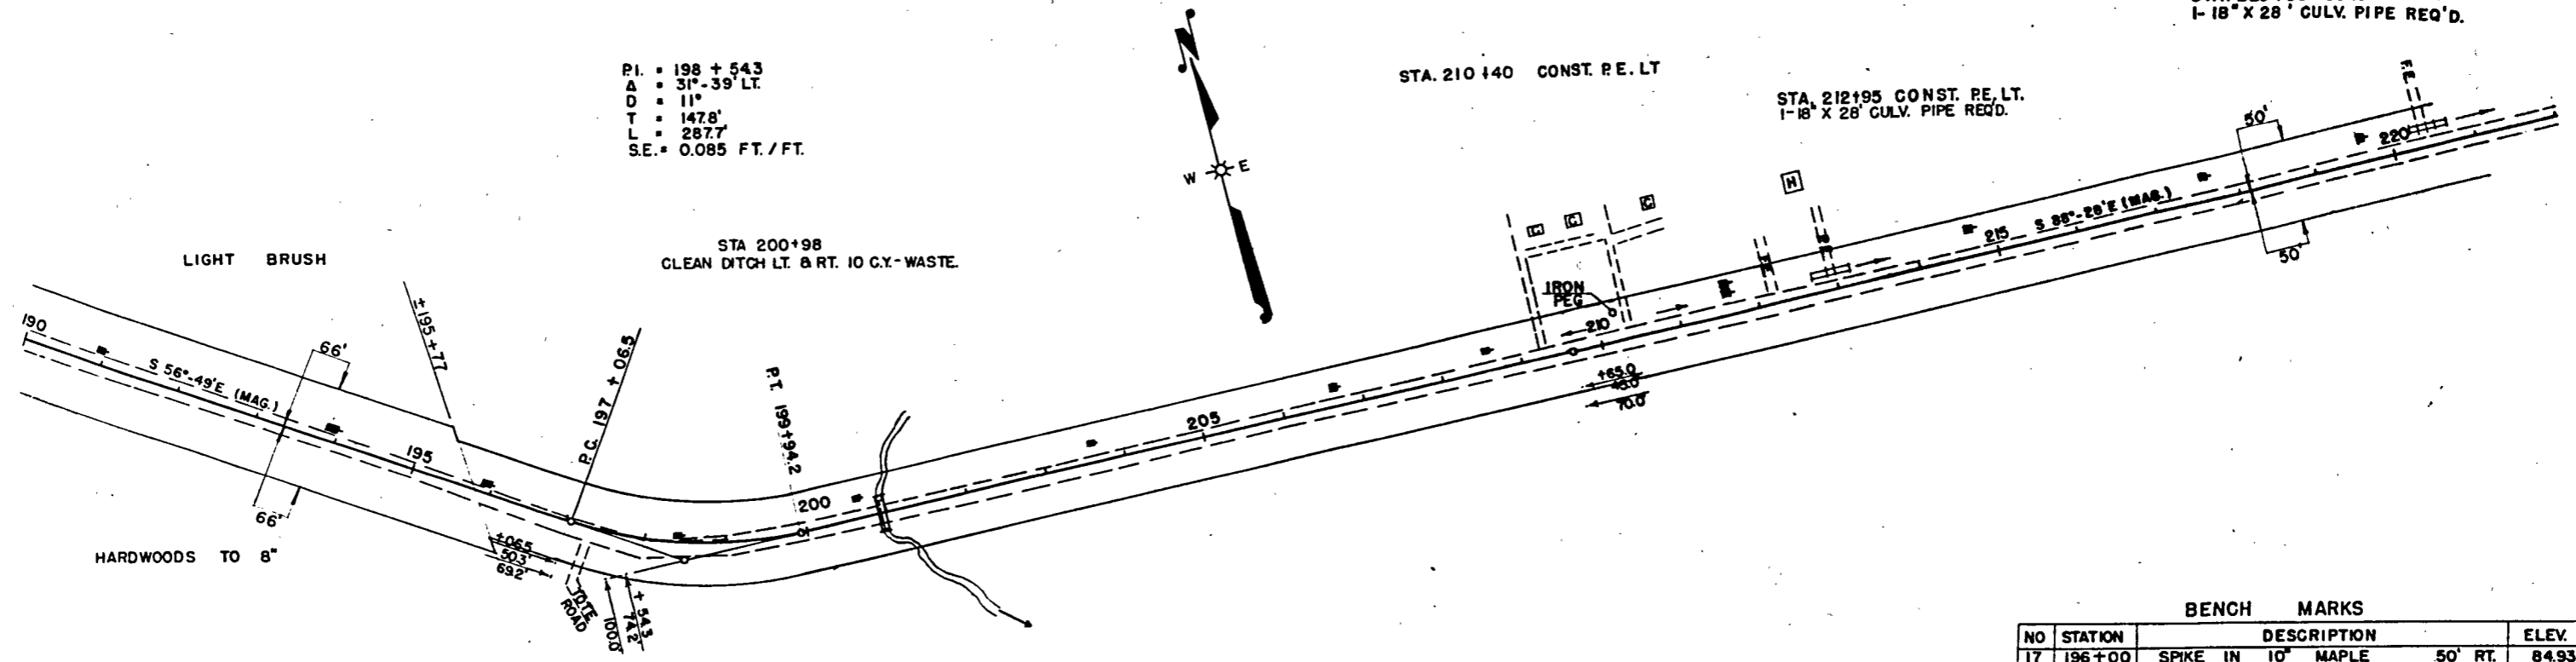 1-18" X 28' CULV. PIPE REQ'D.
P.I. = 198 + 54.3
Δ = 31°-39' LT.
D = 11°
T = 147.8'
L = 287.7'
S.E. = 0.085 FT./FT.
N
W E
STA. 210+40 CONST. P.E. LT
STA. 212+95 CONST. P.E. LT.
1-18" X 28' CULV. PIPE REQ'D.
F.E.
50'
220
H
S 88°-28'E (MAG.)
215
50'
G
IRON
PEG
210
+65.0
70.0'
STA 200+98
CLEAN DITCH LT. & RT. 10 C.Y.-WASTE.
LIGHT BRUSH
190
±195+77
66'
S 56°-49'E (MAG.)
P.C. 197 + 06.5
P.T. 199+94.2
205
195
200
66'
HARDWOODS TO 8"
+06.5
50.3'
69.2'
TOTE
ROAD
100.0'
+ 54.3
74.2'
BENCH MARKS
NO STATION DESCRIPTION ELEV.
17 196+00 SPIKE IN 10" MAPLE 50' RT. 84.93